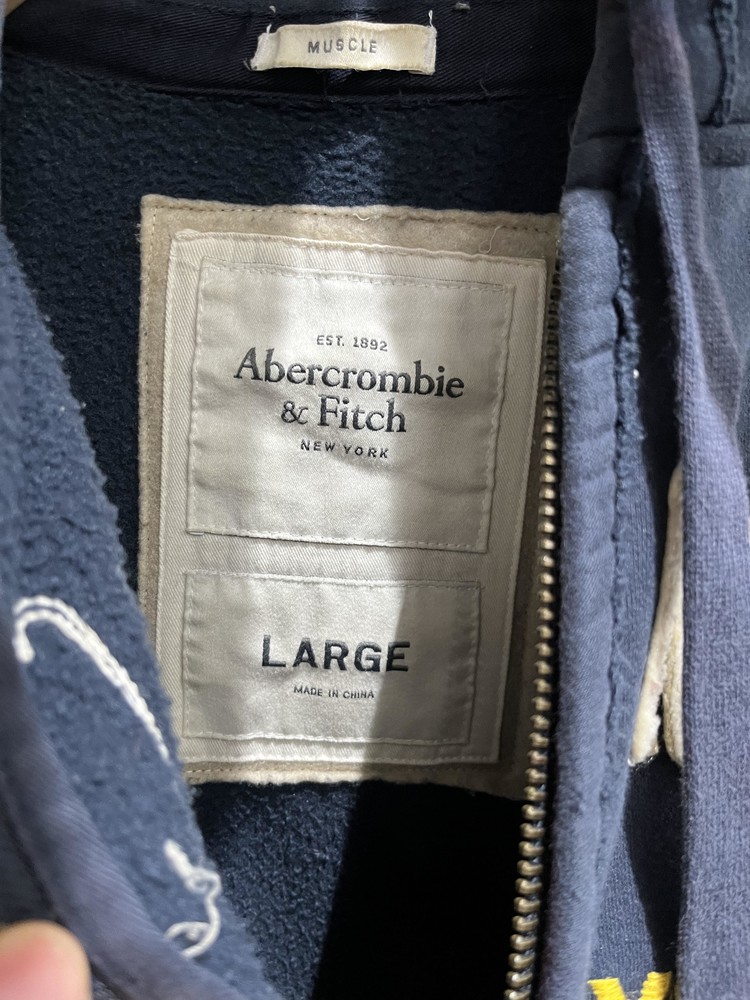 MUSCLE
EST. 1892
Abercrombie
& Fitch
NEW YORK
LARGE
MADE IN CHINA